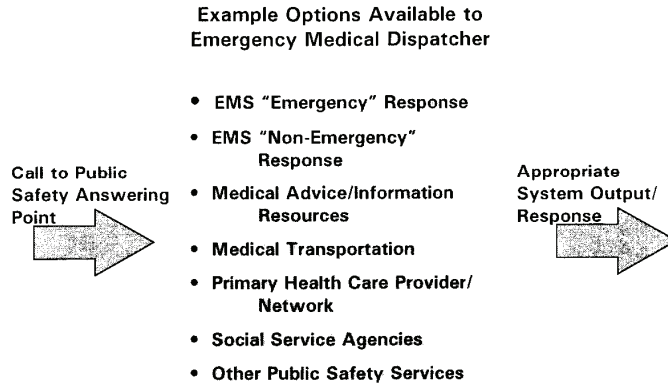 Example Options Available to
Emergency Medical Dispatcher
Call to Public
Safety Answering
Point
• EMS "Emergency" Response
• EMS "Non-Emergency"
Response
• Medical Advice/Information
Resources
• Medical Transportation
• Primary Health Care Provider/
Network
• Social Service Agencies
• Other Public Safety Services
Appropriate
System Output/
Response